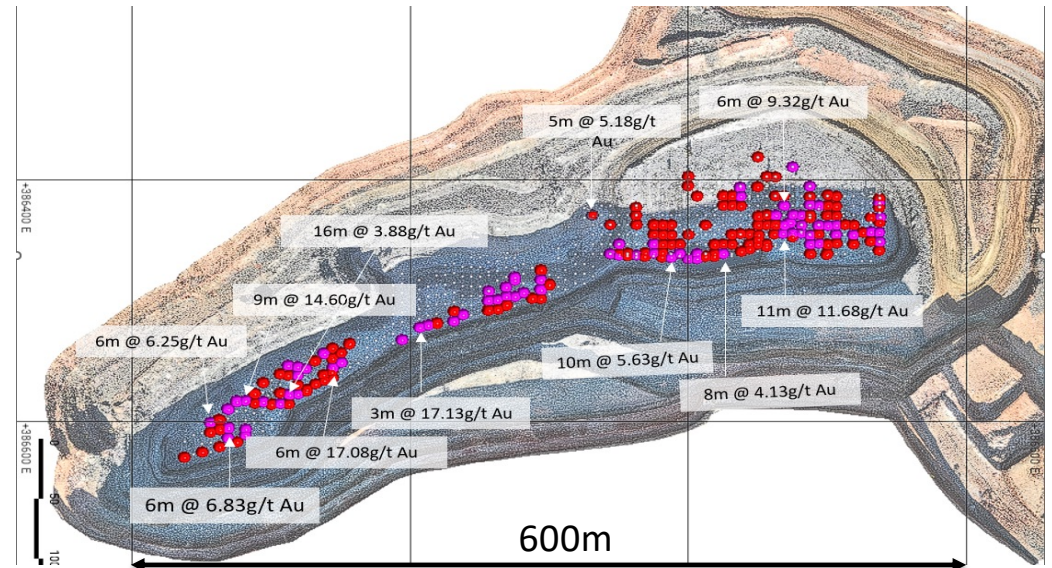 6m @ 9.32g/t Au
5m @ 5.18g/t
Au
+386400 E
16m @ 3.88g/t Au
9m @ 14.60g/t Au
11m @ 11.68g/t Au
6m @ 6.25g/t Au
10m @ 5.63g/t Au
8m @ 4.13g/t Au
3m @ 17.13g/t Au
+386600 E
0
6m @ 17.08g/t Au
50
6m @ 6.83g/t Au
600m